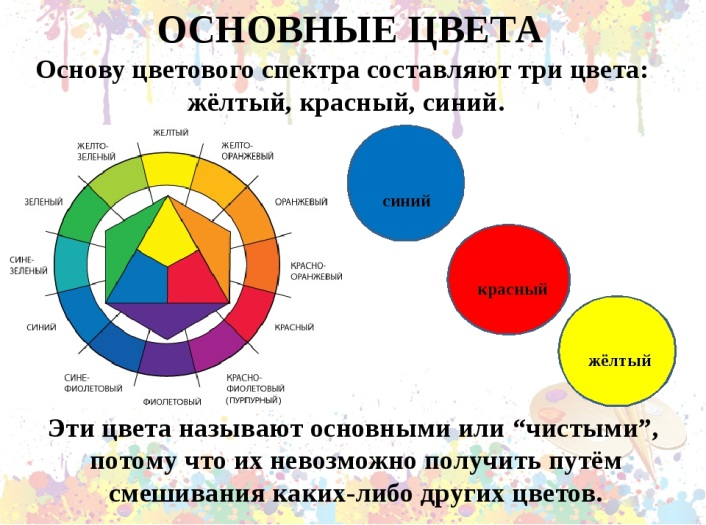 ОСНОВНЫЕ ЦВЕТА
Основу цветового спектра составляют три цвета:
жёлтый, красный, синий.
ЖЕЛТЫЙ
ЖЕЛТО-
ЗЕЛЕНЫЙ
ЖЕЛТО-
ОРАНЖЕВЫЙ
ЗЕЛЕНЫЙ
ОРАНЖЕВЫЙ
СИНЕ-
ЗЕЛЕНЫЙ
КРАСНО-
ОРАНЖЕВЫЙ
СИНИЙ
КРАСНЫЙ
СИНЕ-
ФИОЛЕТОВЫЙ
ФИОЛЕТОВЫЙ
КРАСНО-
ФИОЛЕТОВЫЙ
(ПУРПУРНЫЙ)
синий
красный
жёлтый
Эти цвета называют основными или “чистыми”,
потому что их невозможно получить путём
смешивания каких-либо других цветов.